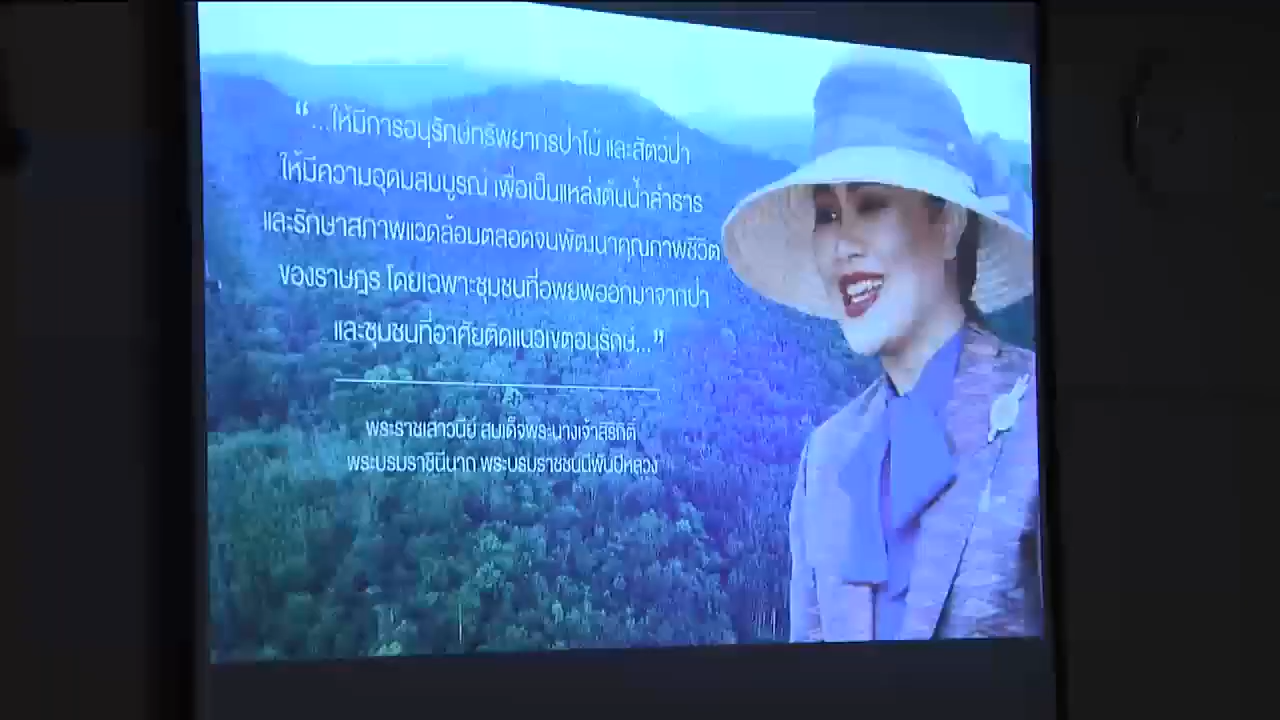 “...ให้มีการอนุรักษ์ทรัพยากรป่าไม้ และสัตว์ป่า
ให้มีความอุดมสมบูรณ์ เพื่อเป็นแหล่งต้นน้ำลำธาร
และรักษาสภาพแวดล้อมตลอดจนพัฒนาคุณภาพชีวิต
ของราษฎร โดยเฉพาะชุมชนที่อพยพออกมาจากป่า
และชุมชนที่อาศัยติดแนวเขตอนุรักษ์...”
พระราชเสาวนีย์ สมเด็จพระนางเจ้าสิริกิติ์
พระบรมราชินีนาถ พระบรมราชชนนีพันปีหลวง